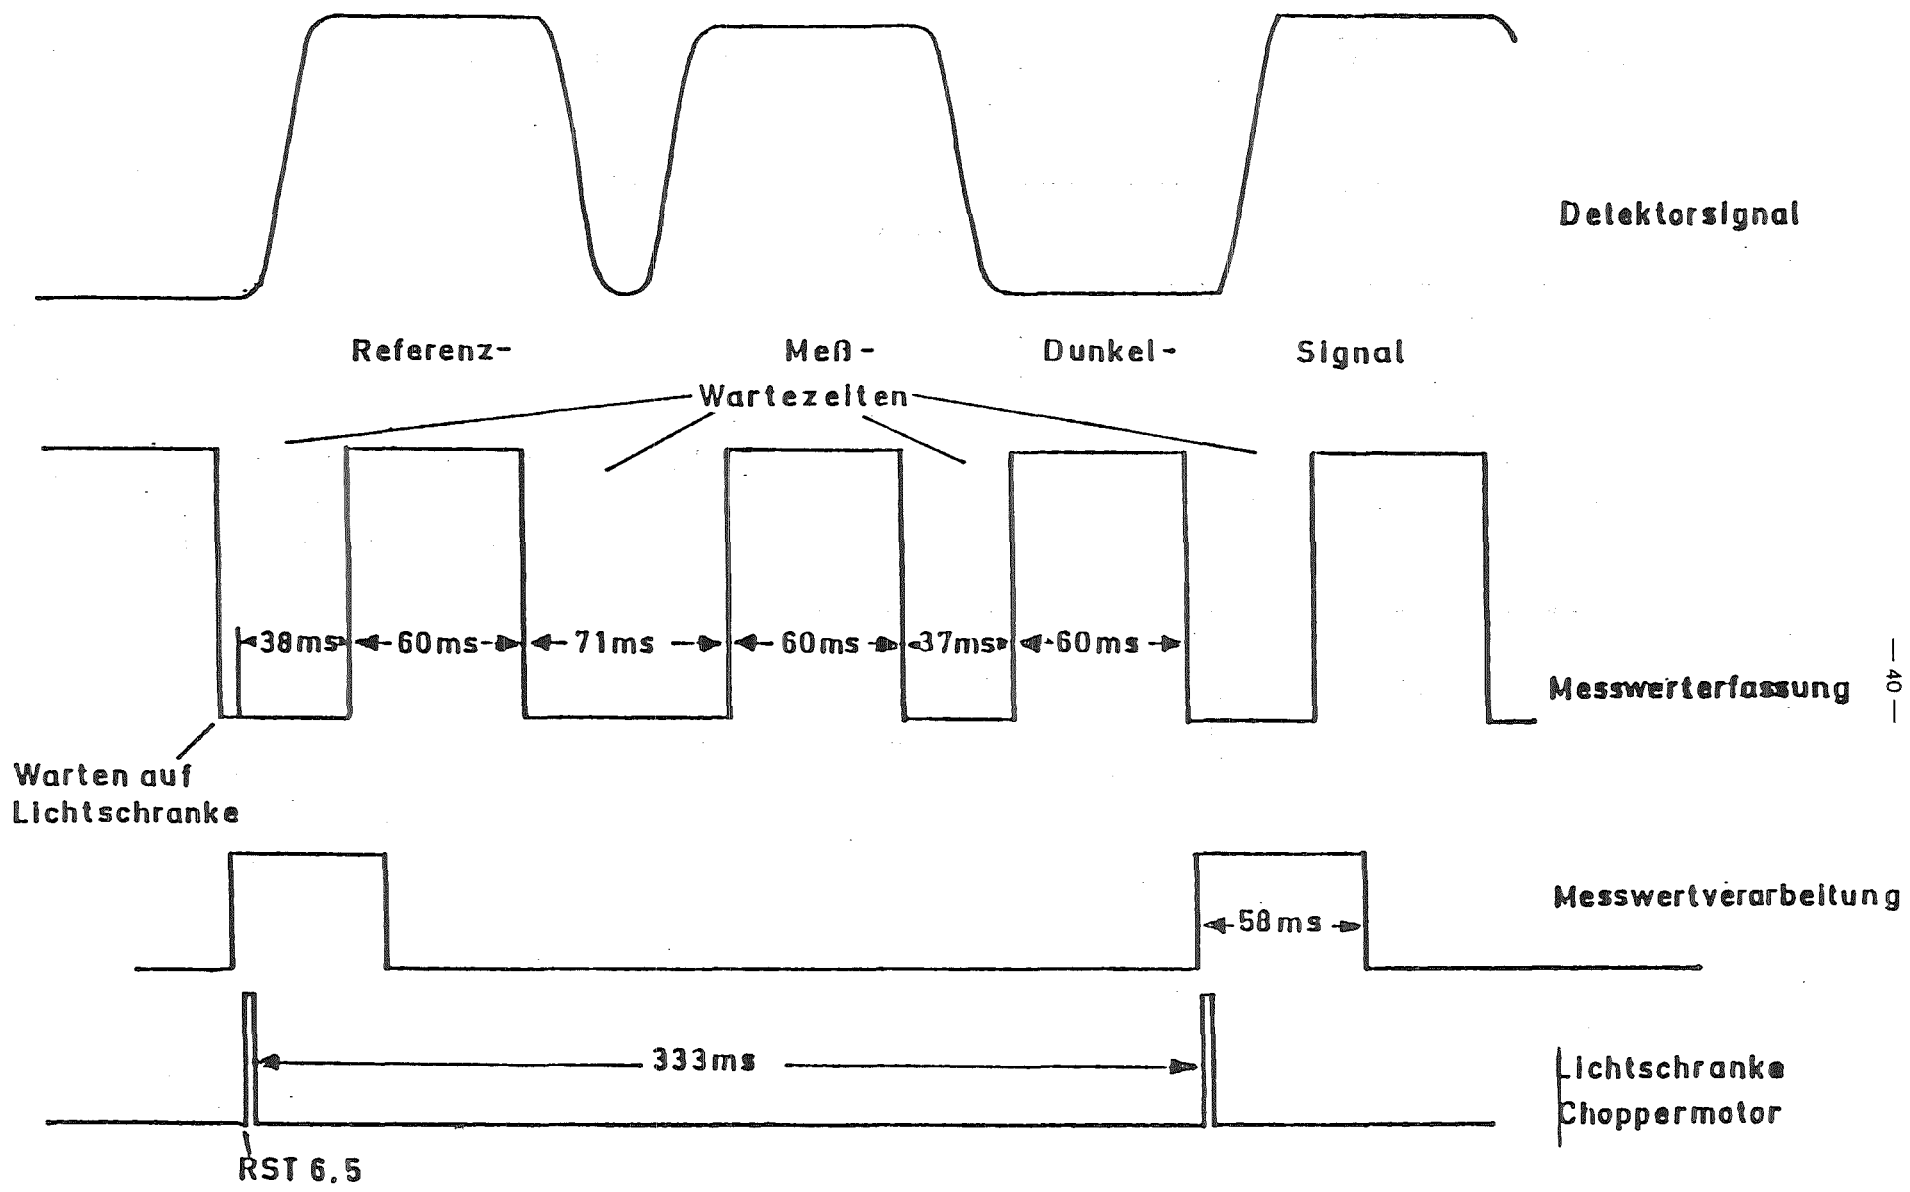 Detektorsignal
Referenz- Meß- Dunkel- Signal
Wartezeiten
38ms 60ms 71ms 60ms 37ms 60ms
Messwerterfassung
— 40 —
Warten auf
Lichtschranke
Messwertverarbeitung
58ms
333ms
Lichtschranke
Choppermotor
RST 6.5